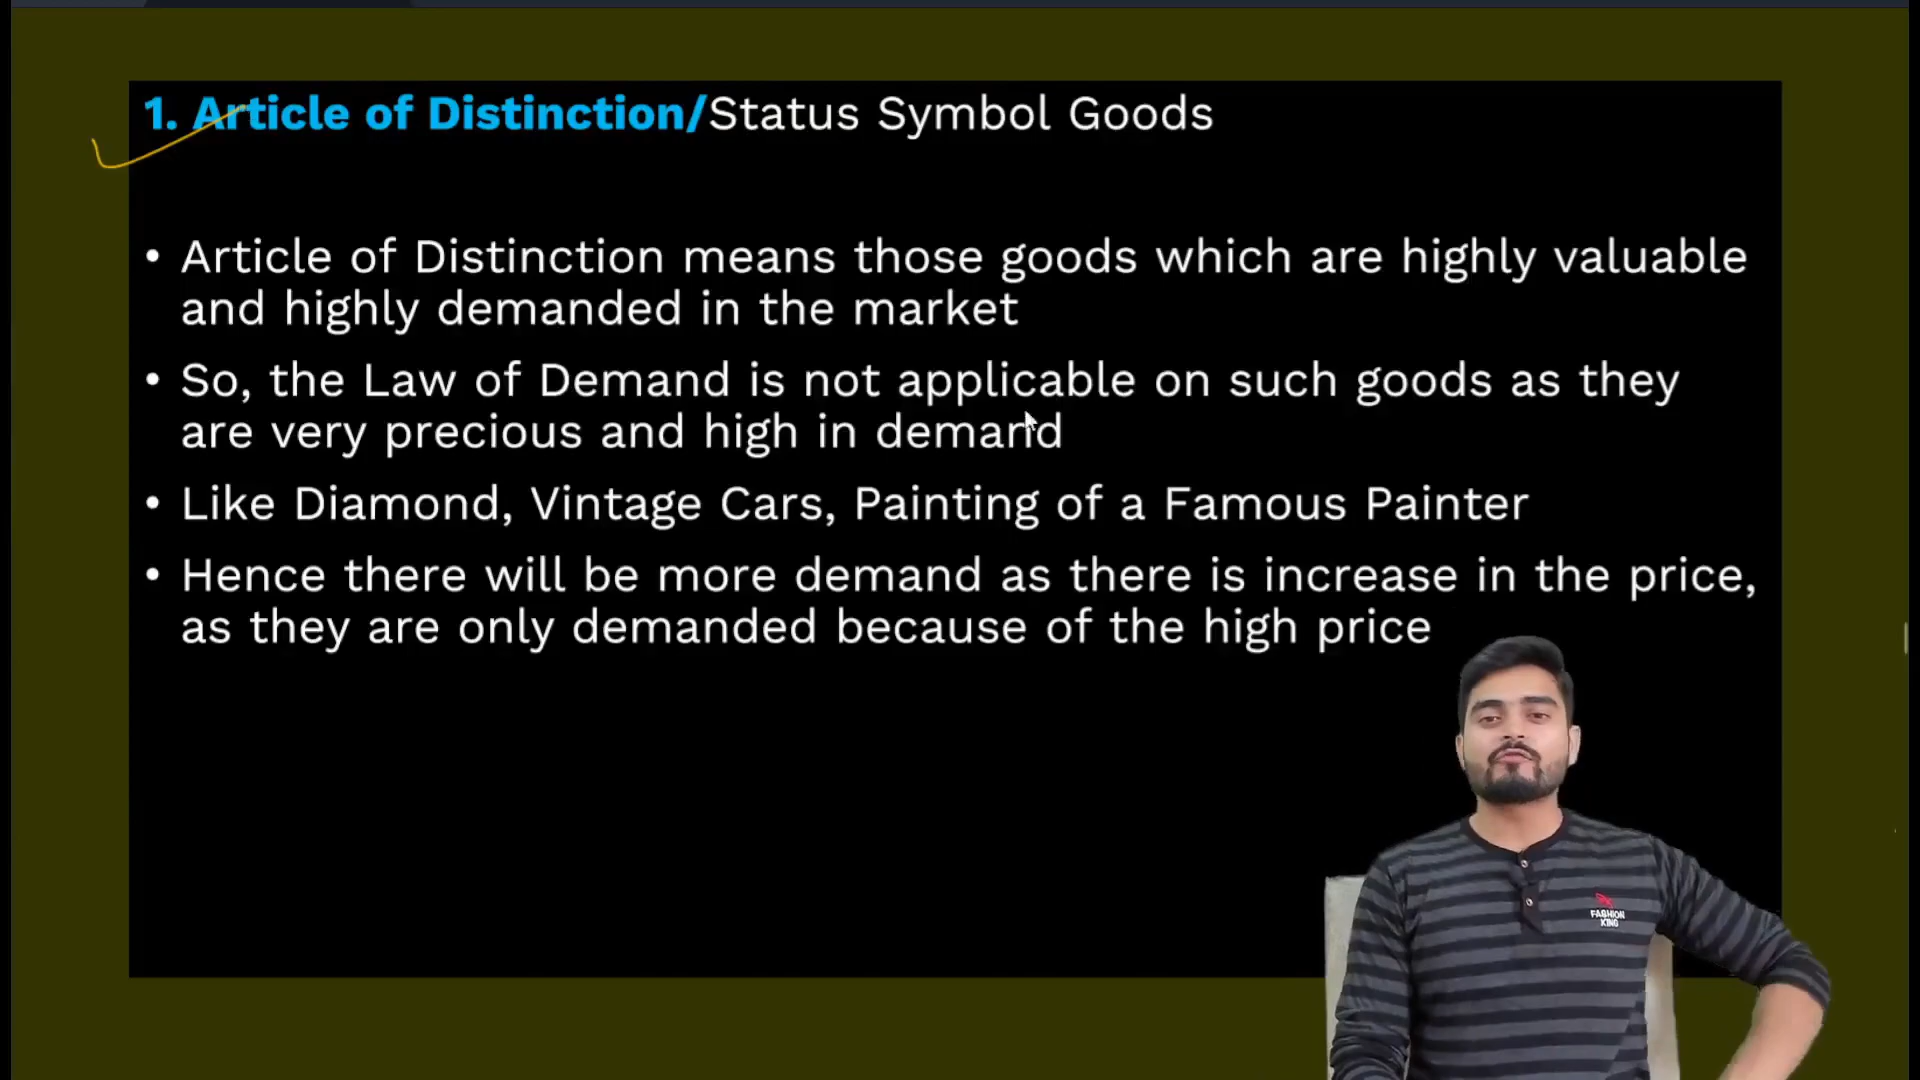 1. Article of Distinction/Status Symbol Goods
• Article of Distinction means those goods which are highly valuable
and highly demanded in the market
• So, the Law of Demand is not applicable on such goods as they
are very precious and high in demand
• Like Diamond, Vintage Cars, Painting of a Famous Painter
• Hence there will be more demand as there is increase in the price,
as they are only demanded because of the high price
FASHION
KING